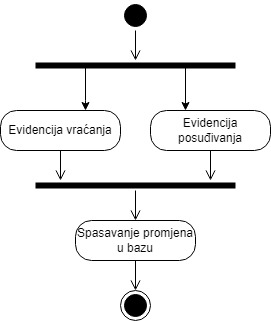 Evidencija vraćanja
Evidencija
posuđivanja
Spasavanje promjena
u bazu